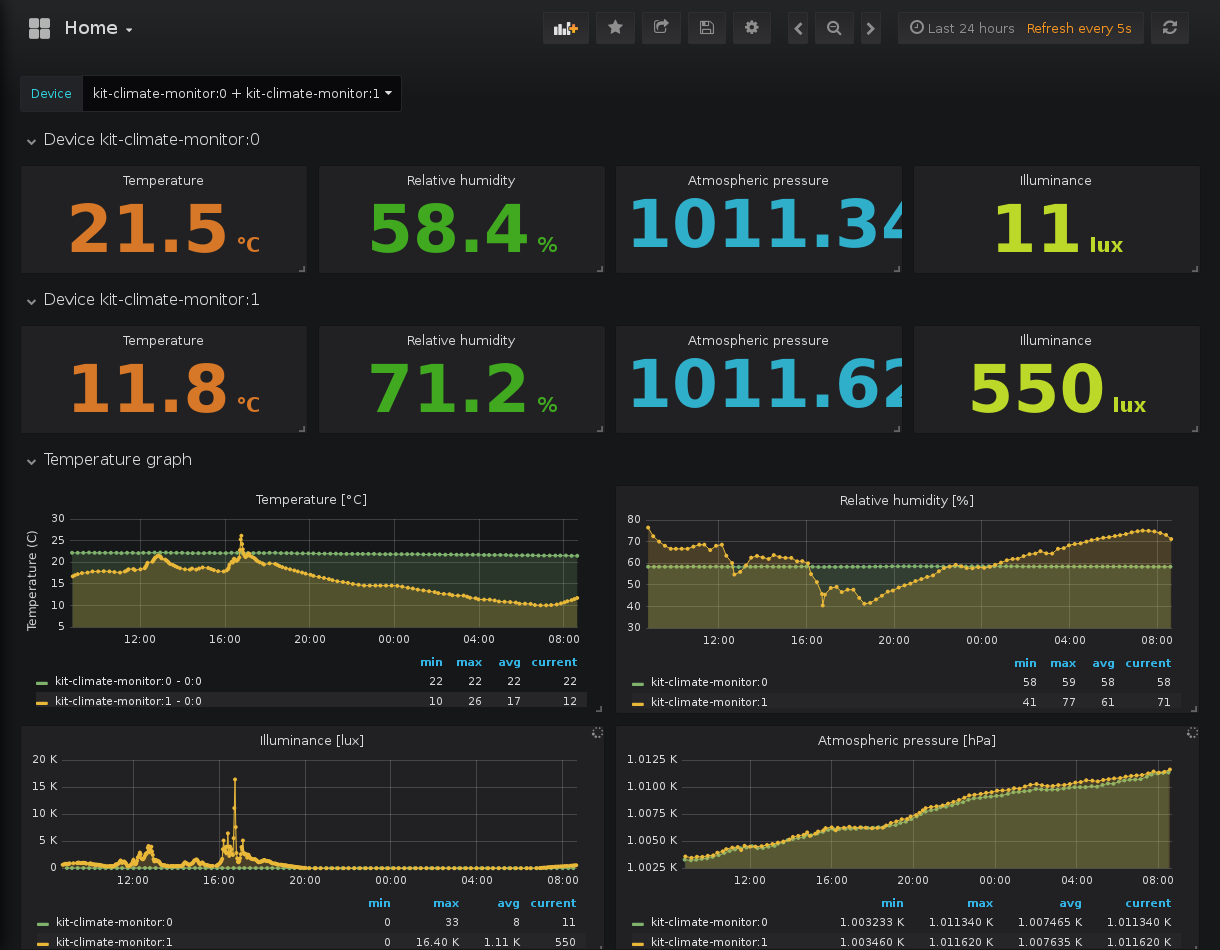 Home
Last 24 hours Refresh every 5s
Device kit-climate-monitor:0 + kit-climate-monitor:1
Device kit-climate-monitor:0
Temperature Relative humidity Atmospheric pressure Illuminance
21.5 °C 58.4 % 1011.34 11 lux
Device kit-climate-monitor:1
Temperature Relative humidity Atmospheric pressure Illuminance
11.8 °C 71.2 % 1011.62 550 lux
Temperature graph
Temperature [°C]
Temperature (C)
30
25
20
15
10
5
12:00 16:00 20:00 00:00 04:00 08:00
min max avg current
kit-climate-monitor:0 - 0:0 22 22 22 22
kit-climate-monitor:1 - 0:0 10 26 17 12
Relative humidity [%]
80
70
60
50
40
30
12:00 16:00 20:00 00:00 04:00 08:00
min max avg current
kit-climate-monitor:0 58 59 58 58
kit-climate-monitor:1 41 77 61 71
Illuminance [lux]
20 K
15 K
10 K
5 K
0
12:00 16:00 20:00 00:00 04:00 08:00
min max avg current
kit-climate-monitor:0 0 33 8 11
kit-climate-monitor:1 0 16.40 K 1.11 K 550
Atmospheric pressure [hPa]
1.0125 K
1.0100 K
1.0075 K
1.0050 K
1.0025 K
12:00 16:00 20:00 00:00 04:00 08:00
min max avg current
kit-climate-monitor:0 1.003233 K 1.011340 K 1.007465 K 1.011340 K
kit-climate-monitor:1 1.003460 K 1.011620 K 1.007635 K 1.011620 K